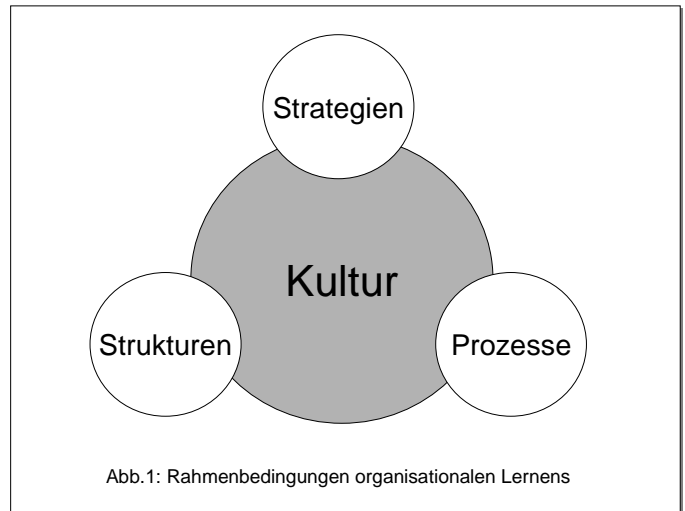 Strategien
Kultur
Strukturen
Prozesse
Abb.1: Rahmenbedingungen organisationalen Lernens